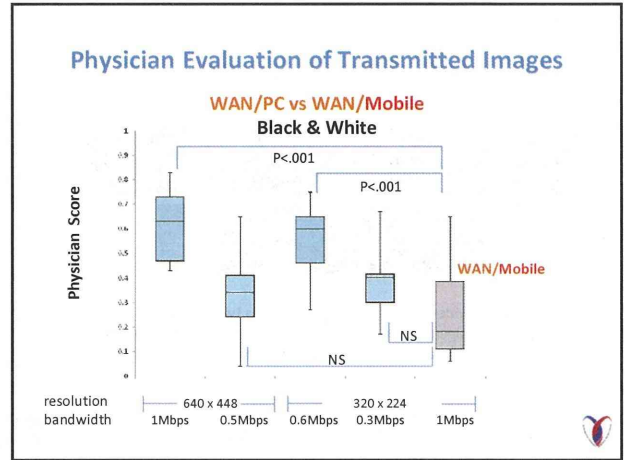 Physician Evaluation of Transmitted Images
WAN/PC vs WAN/Mobile
Black & White
Physician Score
1
0.9
0.8
0.7
0.6
0.5
0.4
0.3
0.2
0.1
0
P<.001
P<.001
WAN/Mobile
NS
NS
resolution 640 x 448 320 x 224
bandwidth 1Mbps 0.5Mbps 0.6Mbps 0.3Mbps 1Mbps